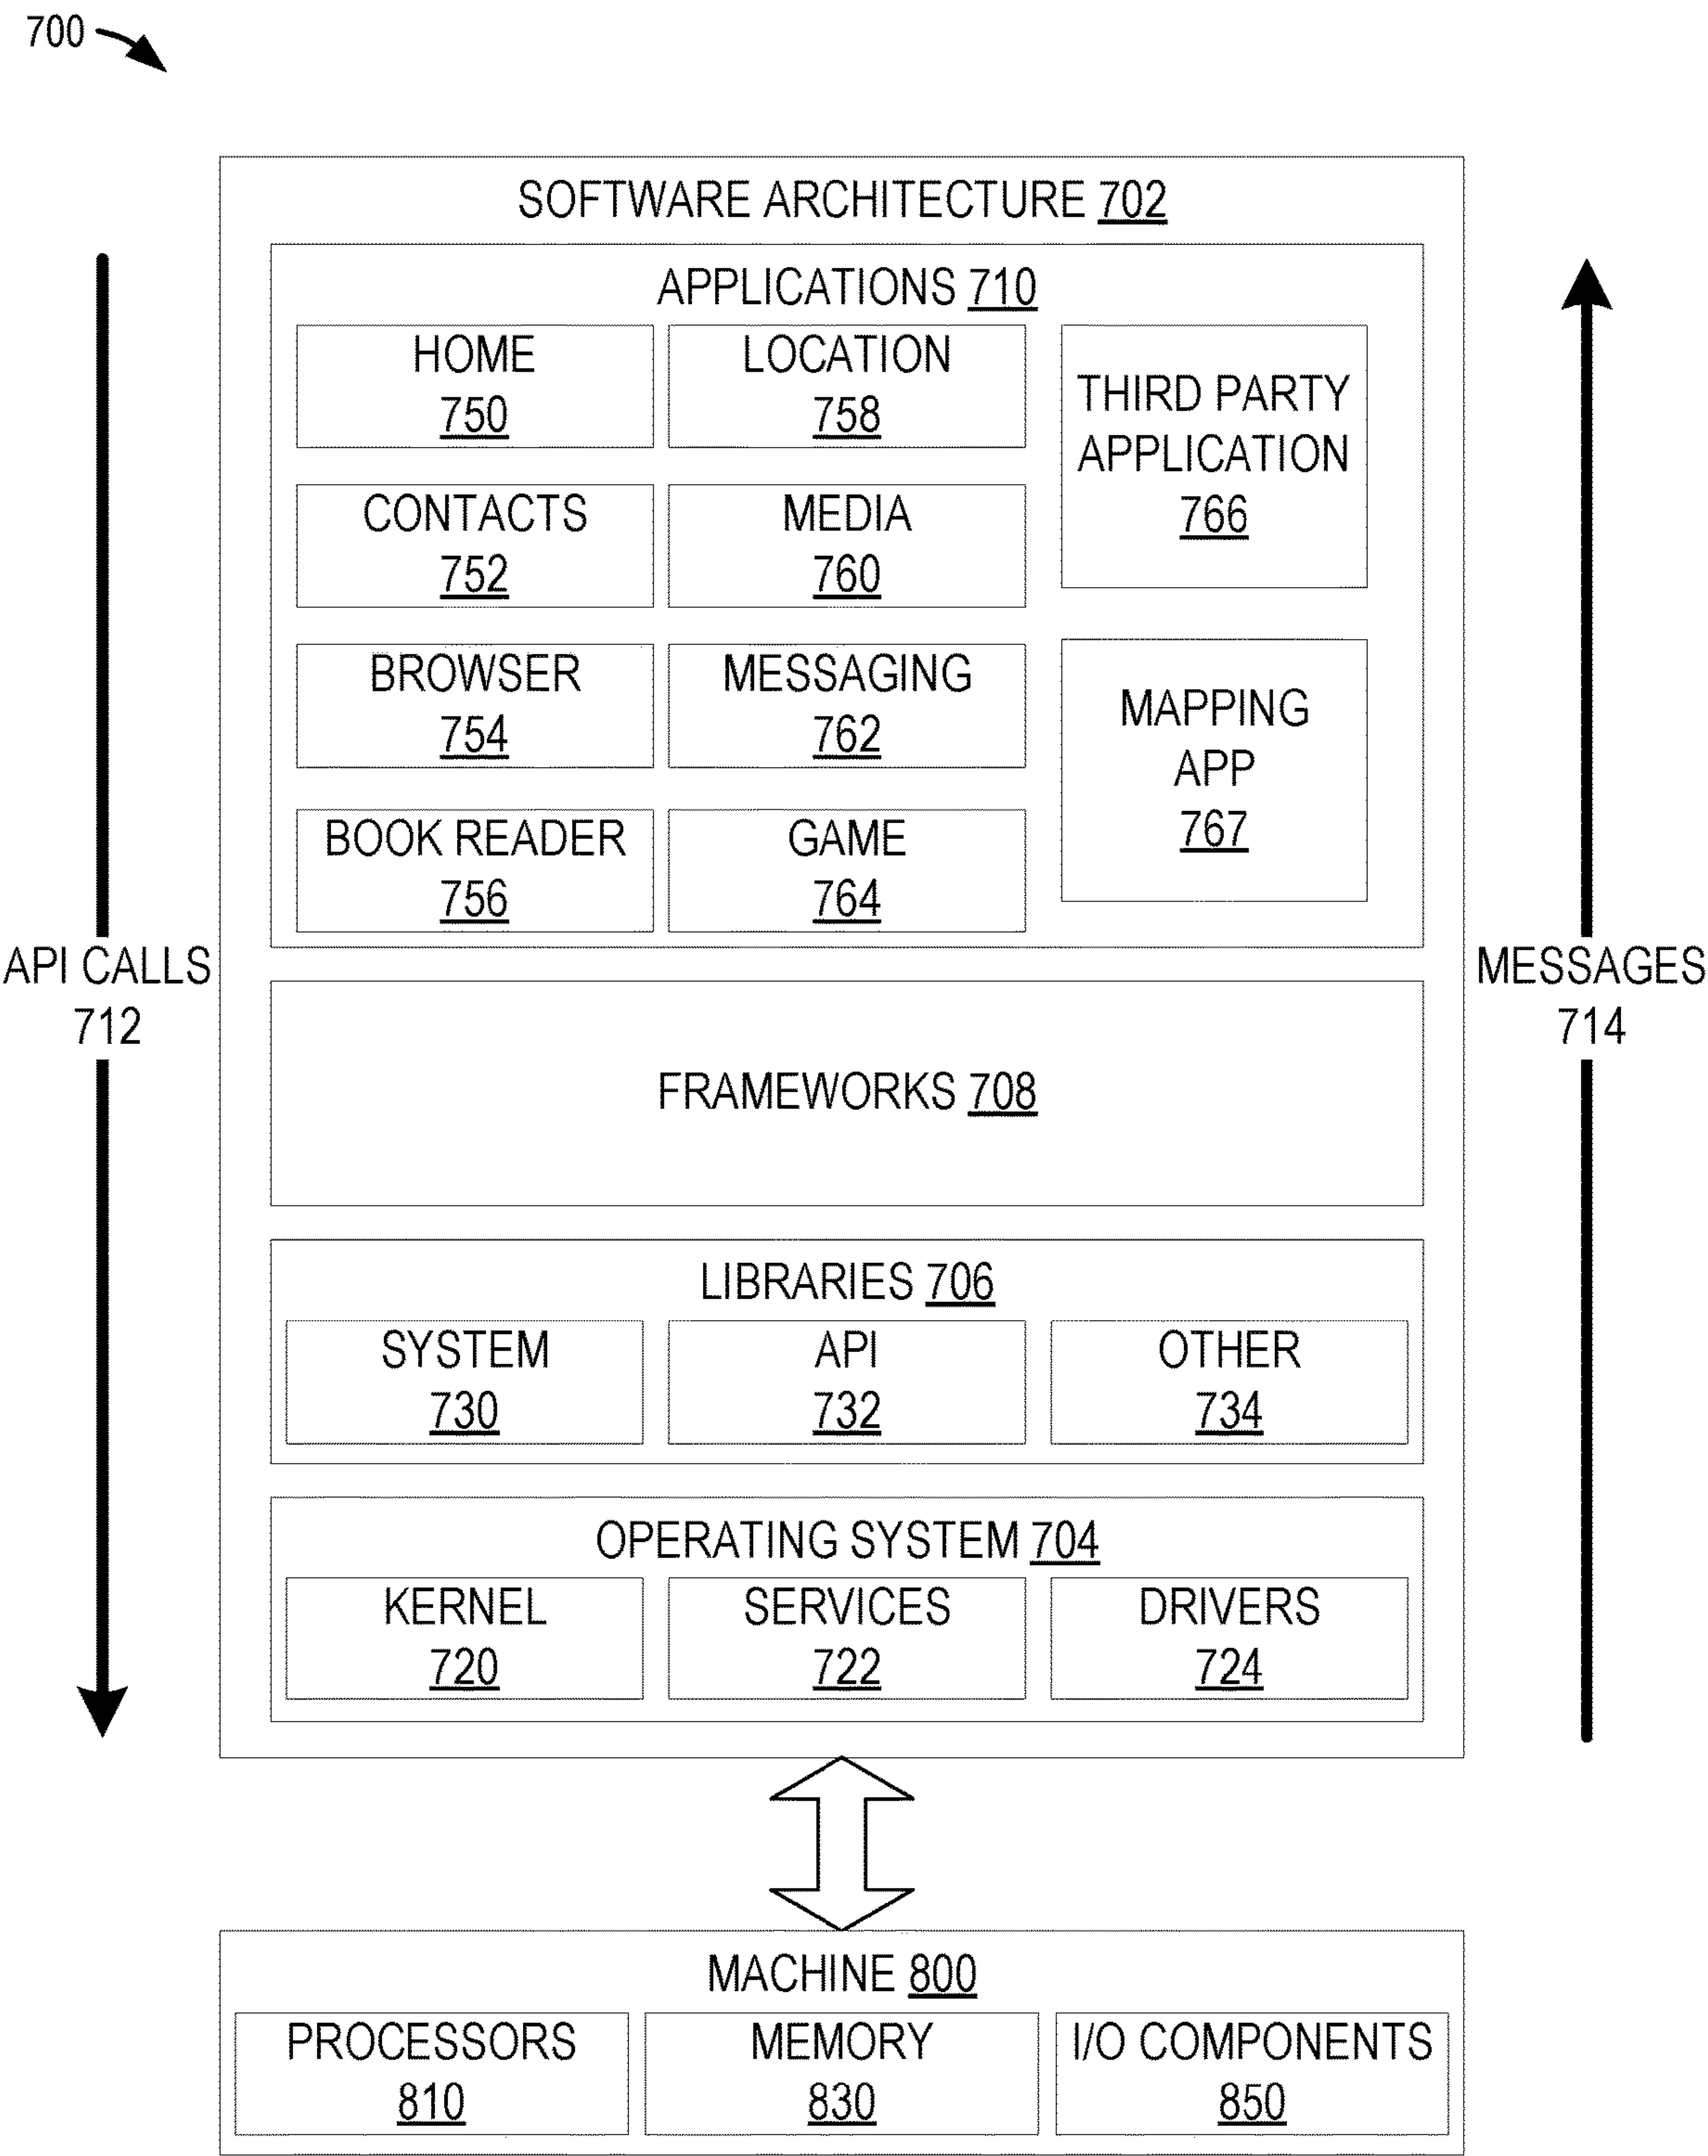 700
SOFTWARE ARCHITECTURE 702
APPLICATIONS 710
HOME
750
LOCATION
758
THIRD PARTY
APPLICATION
766
CONTACTS
752
MEDIA
760
BROWSER
754
MESSAGING
762
MAPPING
APP
767
BOOK READER
756
GAME
764
API CALLS
712
MESSAGES
714
FRAMEWORKS 708
LIBRARIES 706
SYSTEM
730
API
732
OTHER
734
OPERATING SYSTEM 704
KERNEL
720
SERVICES
722
DRIVERS
724
MACHINE 800
PROCESSORS
810
MEMORY
830
I/O COMPONENTS
850